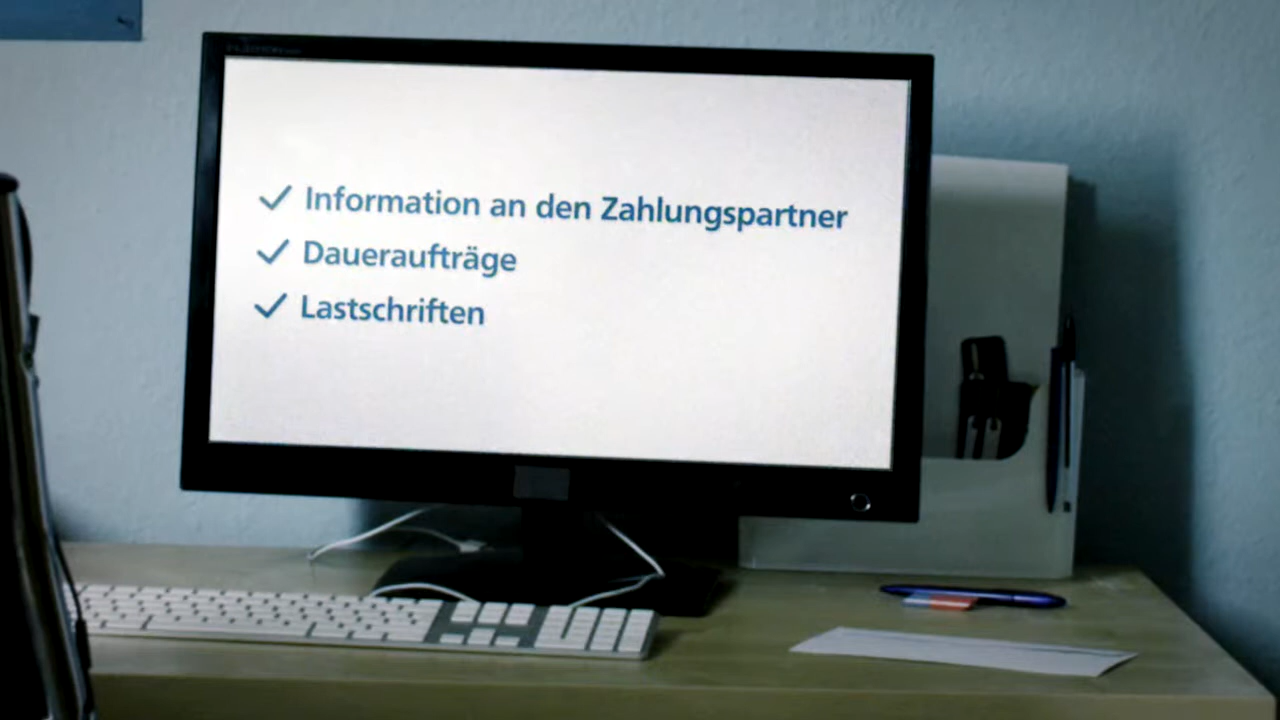 ✓ Information an den Zahlungspartner
✓ Daueraufträge
✓ Lastschriften